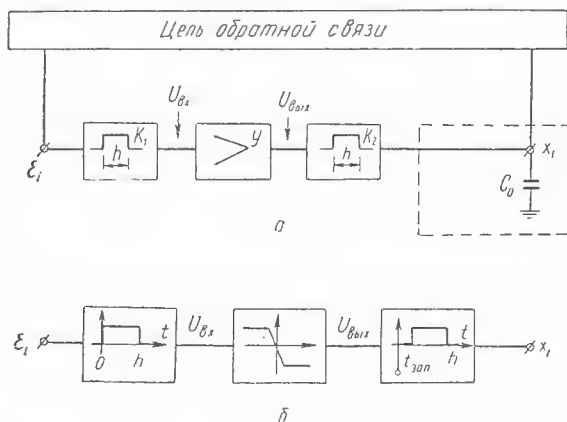 Цепь обратной связи
U_вх U_вых
K_1 У K_2
h h
ε_i x_i
C_0
а
t U_вх U_вых t
ε_i 0 h t_зап h x_i
б